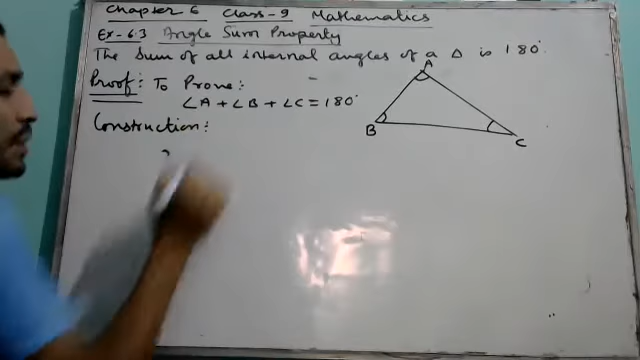 Chapter 6 Class-9 Mathematics
Ex-6.3 Angle Sum Property
The Sum of all internal angles of a Δ is 180°.
Proof: To Prove:
∠A + ∠B + ∠C = 180°
Construction:
A
B
C